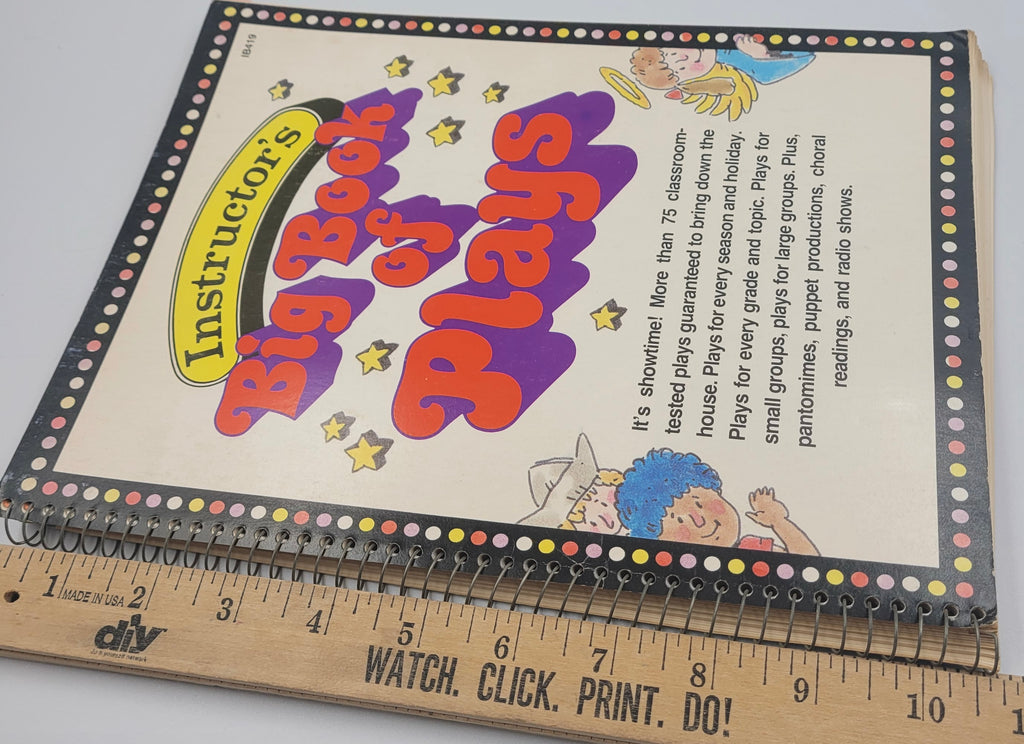 IB419
Instructor's
Big Book
of
Plays
It's showtime! More than 75 classroom-
tested plays guaranteed to bring down the
house. Plays for every season and holiday.
Plays for every grade and topic. Plays for
small groups, plays for large groups. Plus,
pantomimes, puppet productions, choral
readings, and radio shows.
1 MADE IN USA 2 3 4 5 6 7 8 9 10
diy
WATCH. CLICK. PRINT. DO!